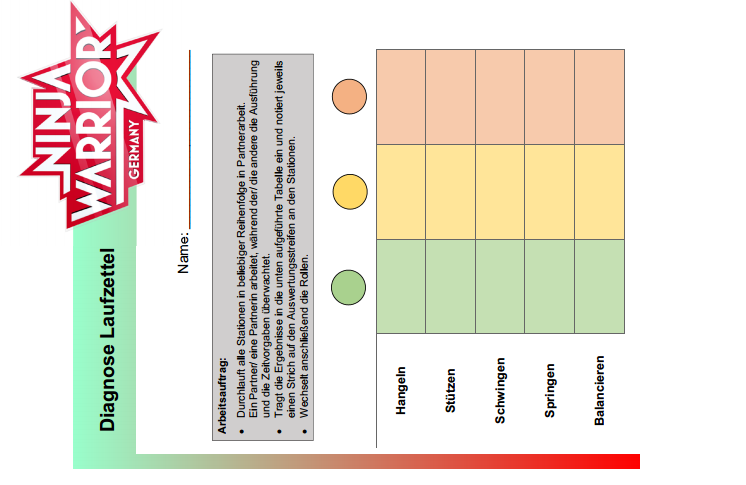 NINJA
WARRIOR
GERMANY
Diagnose Laufzettel
Name:
Arbeitsauftrag:
• Durchlauft alle Stationen in beliebiger Reihenfolge in Partnerarbeit.
Ein Partner/ eine Partnerin arbeitet, während der/ die andere die Ausführung
und die Zeitvorgaben überwachtet.
• Tragt die Ergebnisse in die unten aufgeführte Tabelle ein und notiert jeweils
einen Strich auf den Auswertungsstreifen an den Stationen.
• Wechselt anschließend die Rollen.
Hangeln
Stützen
Schwingen
Springen
Balancieren